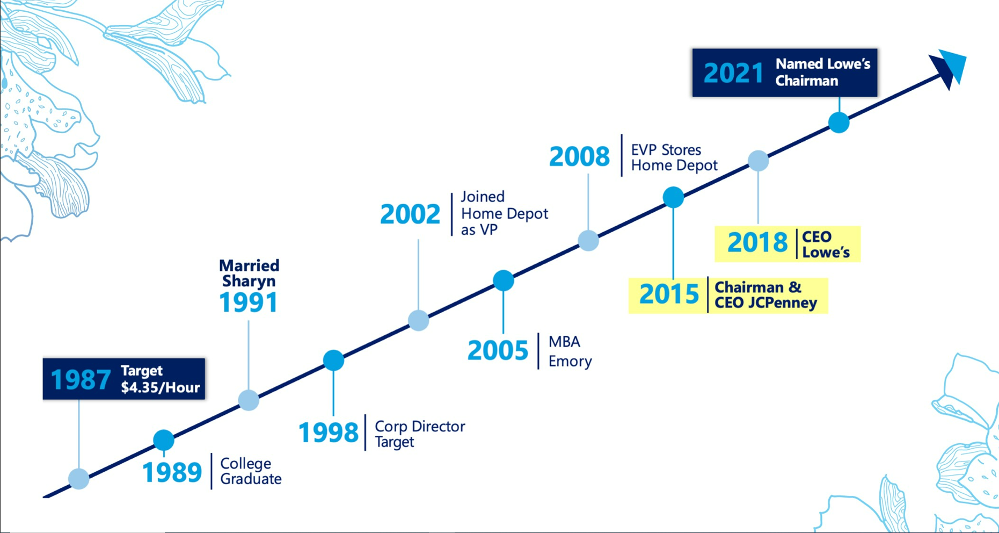 1987
Target
$4.35/Hour
1989
College
Graduate
Married
Sharyn
1991
1998
Corp Director
Target
2002
Joined
Home Depot
as VP
2005
MBA
Emory
2008
EVP Stores
Home Depot
2015
Chairman &
CEO JCPenney
2018
CEO
Lowe’s
2021
Named Lowe’s
Chairman